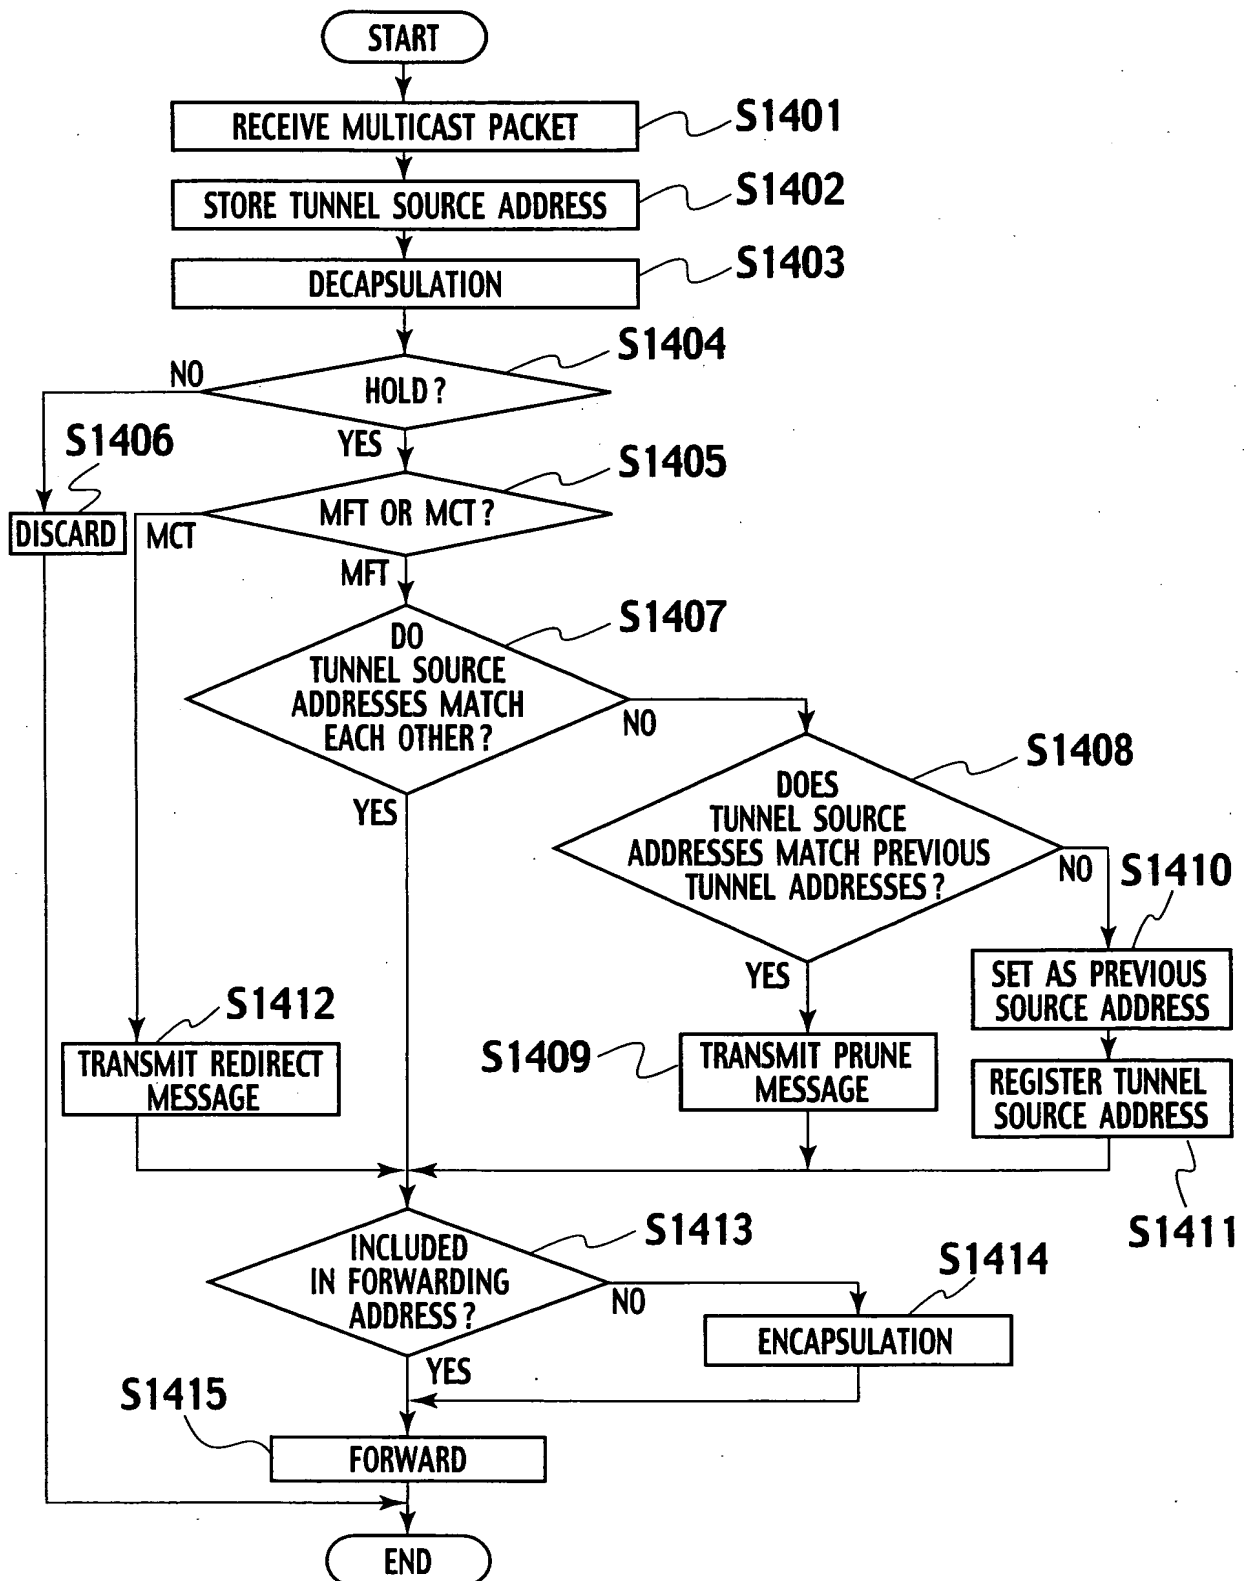 START
RECEIVE MULTICAST PACKET
S1401
STORE TUNNEL SOURCE ADDRESS
S1402
DECAPSULATION
S1403
S1404
NO
HOLD?
YES
S1406
S1405
DISCARD
MCT
MFT OR MCT?
MFT
S1407
DO
TUNNEL SOURCE
ADDRESSES MATCH
EACH OTHER?
NO
YES
S1408
DOES
TUNNEL SOURCE
ADDRESSES MATCH PREVIOUS
TUNNEL ADDRESSES?
NO
YES
S1410
SET AS PREVIOUS
SOURCE ADDRESS
S1412
TRANSMIT REDIRECT
MESSAGE
S1409
TRANSMIT PRUNE
MESSAGE
REGISTER TUNNEL
SOURCE ADDRESS
S1411
S1413
INCLUDED
IN FORWARDING
ADDRESS?
NO
YES
S1414
ENCAPSULATION
S1415
FORWARD
END